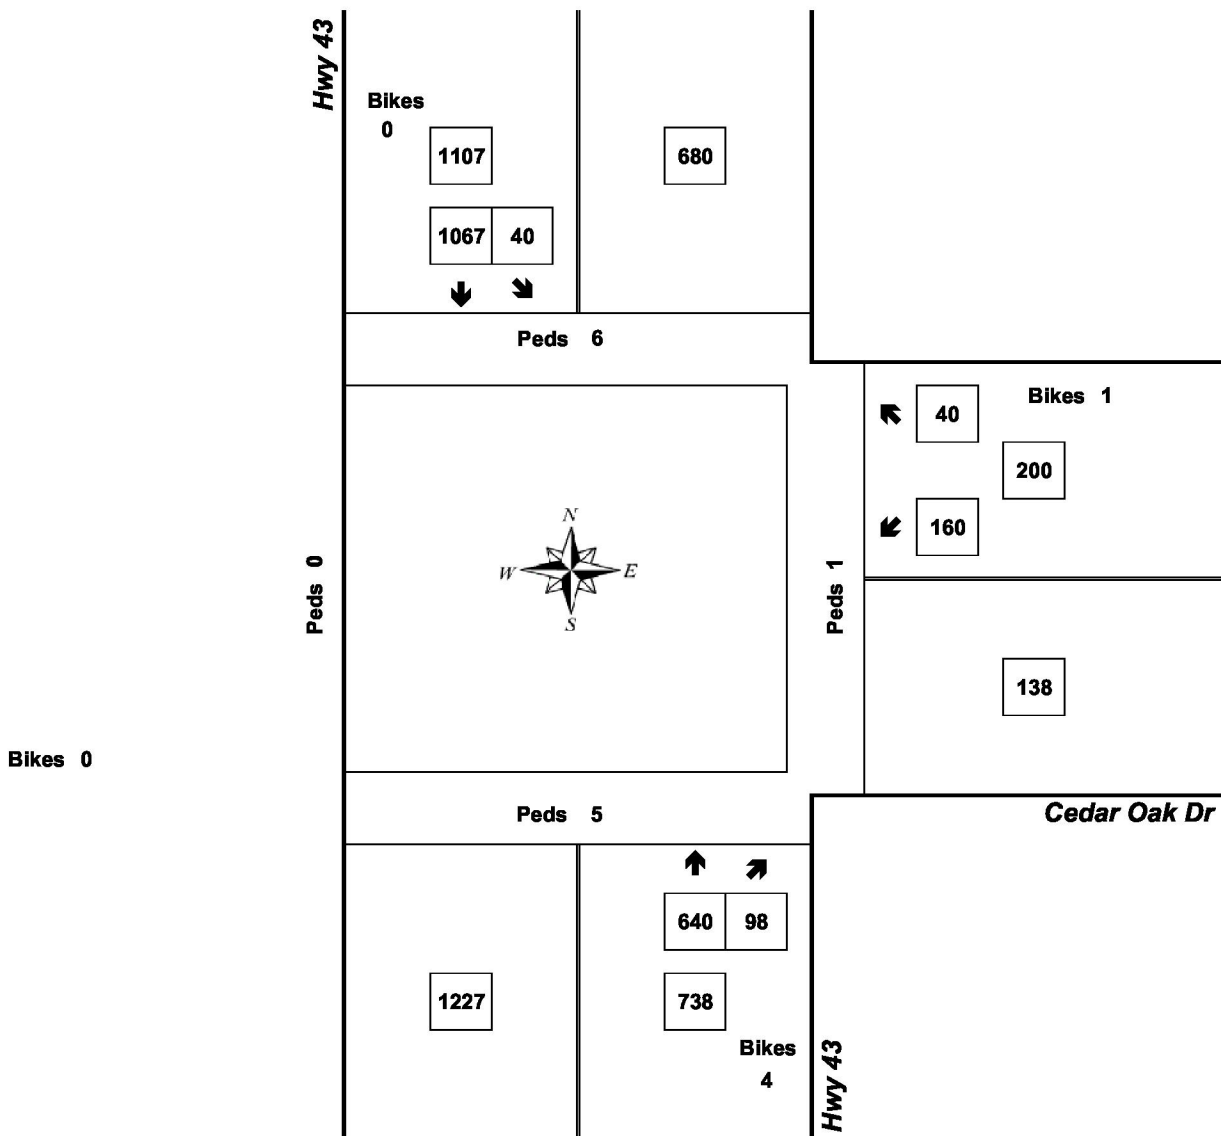 Hwy 43
Bikes
0
1107
680
1067 40
Peds 6
Bikes 1
40
200
160
N
W E
S
Peds 0
Peds 1
138
Bikes 0
Peds 5
Cedar Oak Dr
640 98
1227
738
Bikes
4
Hwy 43